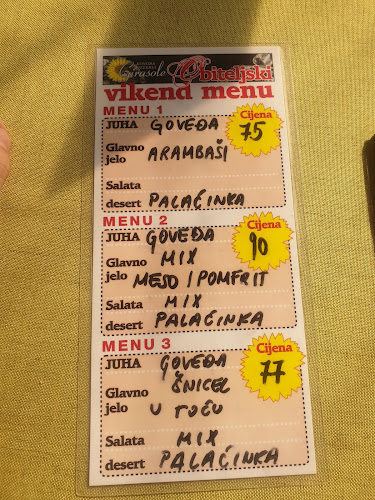 Girasole Obiteljski
vikend menu
MENU 1
Cijena
75
JUHA GOVEĐA
Glavno jelo ARAMBAŠI
Salata
desert PALAČINKA
MENU 2
Cijena
90
JUHA GOVEĐA
Glavno MIX
jelo MESO / POMFRIT
Salata MIX
desert PALAČINKA
MENU 3
Cijena
77
JUHA GOVEĐA
Glavno ŠNICEL
jelo U TOĆU
Salata MIX
desert PALAČINKA